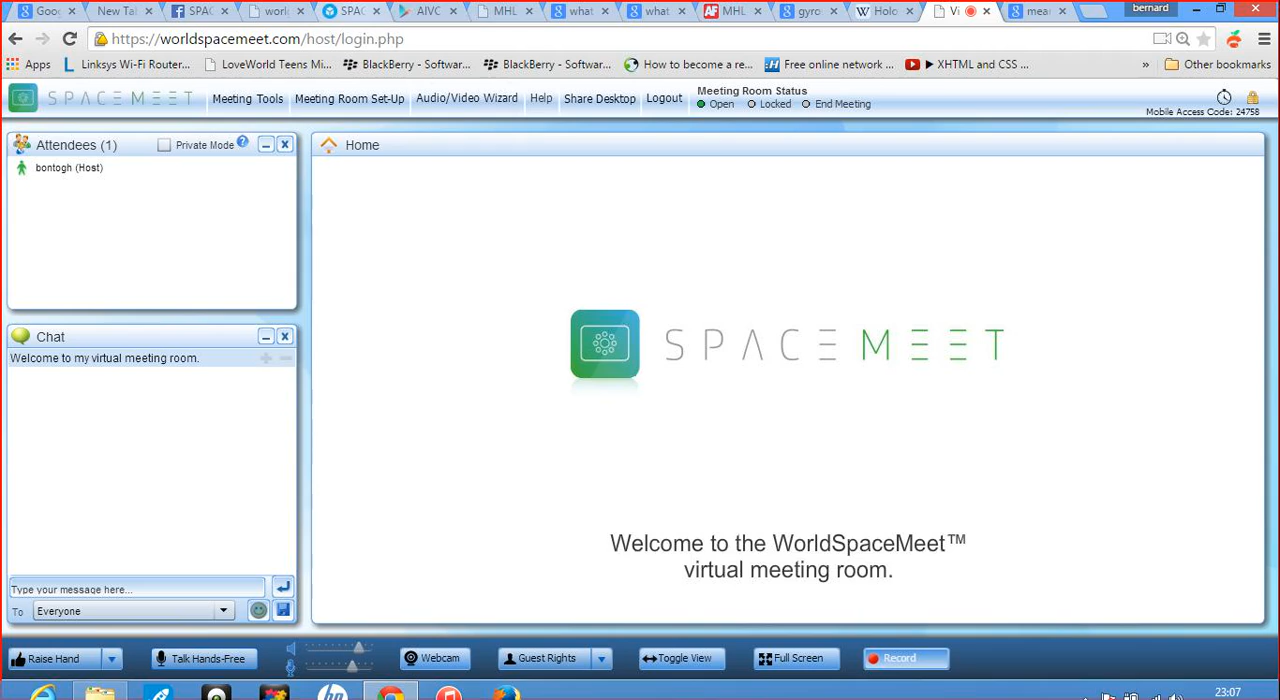 Goo New Tal SPAC worl SPAC AIVC MHL what what MHL gyro Holo Vi mea bernard
https://worldspacemeet.com/host/login.php
Apps Linksys Wi-Fi Router... LoveWorld Teens Mi... BlackBerry - Softwar... BlackBerry - Softwar... How to become a re... Free online network ... ▶ XHTML and CSS ... » Other bookmarks
SPACEMEET Meeting Tools Meeting Room Set-Up Audio/Video Wizard Help Share Desktop Logout
Meeting Room Status
Open Locked End Meeting
Mobile Access Code: 24758
Attendees (1) Private Mode ?
bontogh (Host)
Home
Chat
Welcome to my virtual meeting room.
SPACEMEET
Welcome to the WorldSpaceMeet™
virtual meeting room.
Type your message here...
To Everyone
Raise Hand Talk Hands-Free Webcam Guest Rights Toggle View Full Screen Record
hp 23:07